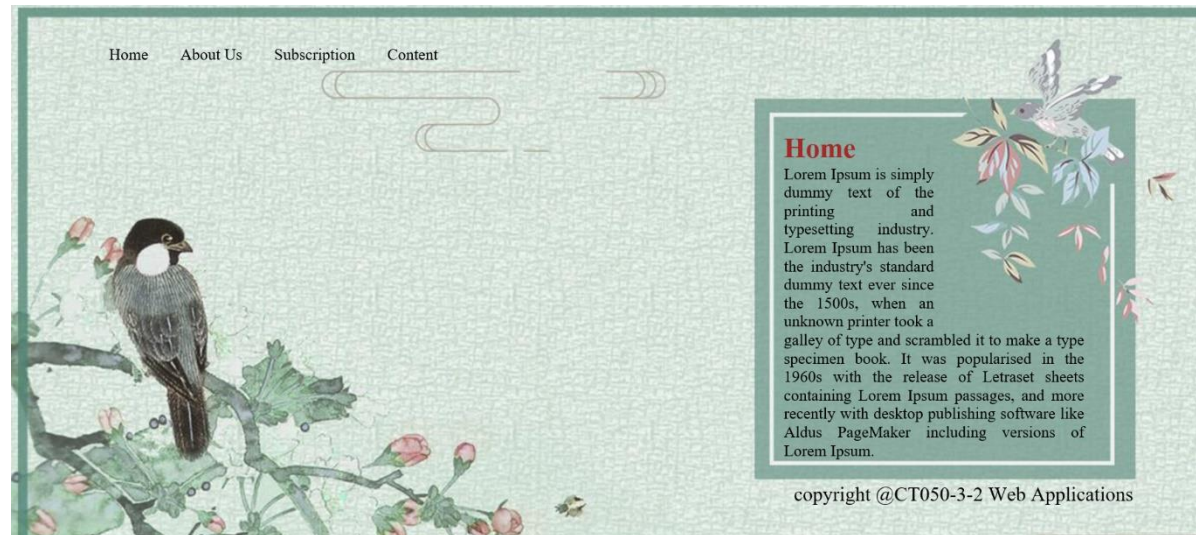 Home About Us Subscription Content
Home
Lorem Ipsum is simply
dummy text of the
printing and
typesetting industry.
Lorem Ipsum has been
the industry's standard
dummy text ever since
the 1500s, when an
unknown printer took a
galley of type and scrambled it to make a type
specimen book. It was popularised in the
1960s with the release of Letraset sheets
containing Lorem Ipsum passages, and more
recently with desktop publishing software like
Aldus PageMaker including versions of
Lorem Ipsum.
copyright @CT050-3-2 Web Applications